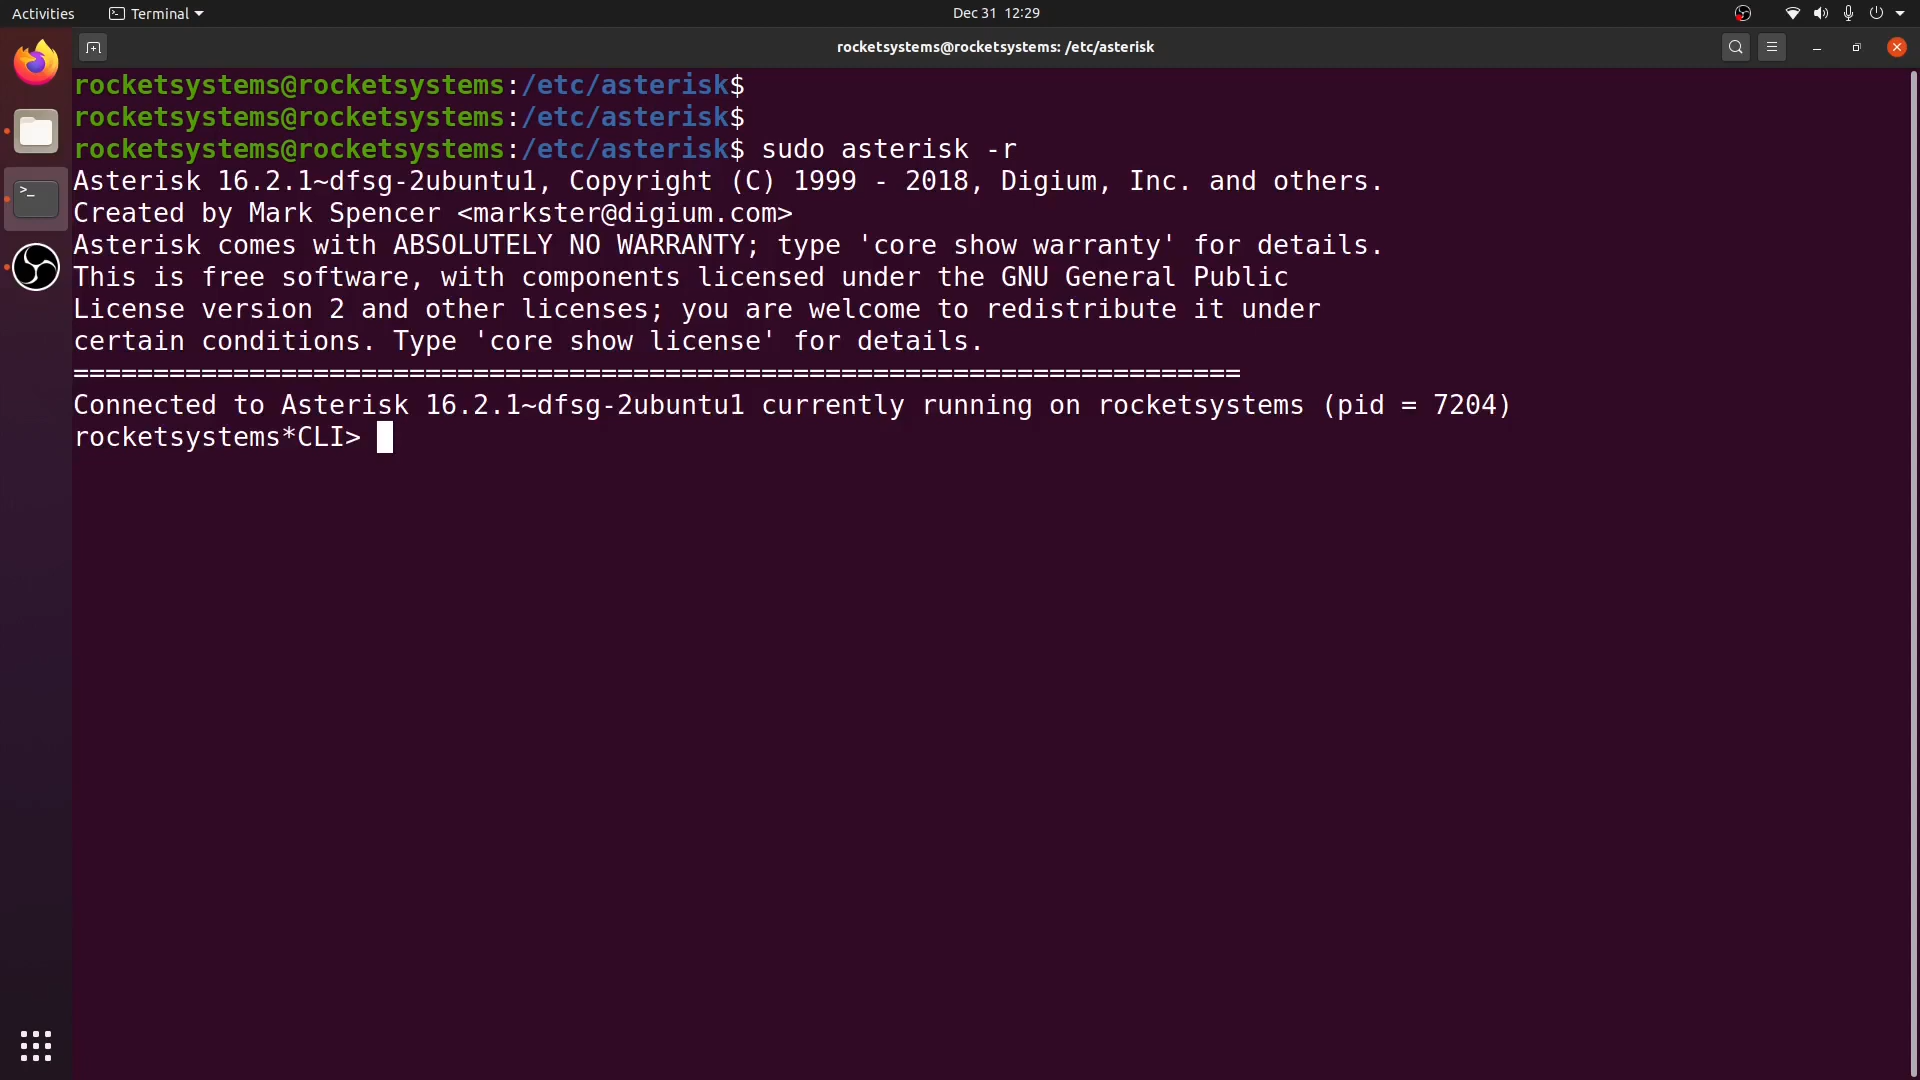 Activities
Terminal
Dec 31 12:29
rocketsystems@rocketsystems: /etc/asterisk
rocketsystems@rocketsystems:/etc/asterisk$
rocketsystems@rocketsystems:/etc/asterisk$
rocketsystems@rocketsystems:/etc/asterisk$ sudo asterisk -r
Asterisk 16.2.1~dfsg-2ubuntu1, Copyright (C) 1999 - 2018, Digium, Inc. and others.
Created by Mark Spencer <markster@digium.com>
Asterisk comes with ABSOLUTELY NO WARRANTY; type 'core show warranty' for details.
This is free software, with components licensed under the GNU General Public
License version 2 and other licenses; you are welcome to redistribute it under
certain conditions. Type 'core show license' for details.
=========================================================================
Connected to Asterisk 16.2.1~dfsg-2ubuntu1 currently running on rocketsystems (pid = 7204)
rocketsystems*CLI>